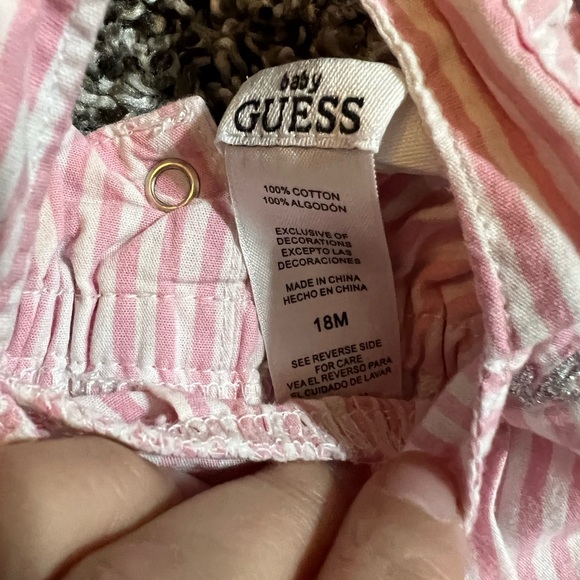 baby
GUESS
100% COTTON
100% ALGODÓN
EXCLUSIVE OF
DECORATIONS
EXCEPTO LAS
DECORACIONES
MADE IN CHINA
HECHO EN CHINA
18M
SEE REVERSE SIDE
FOR CARE
VEA EL REVERSO PARA
EL CUIDADO DE LAVAR